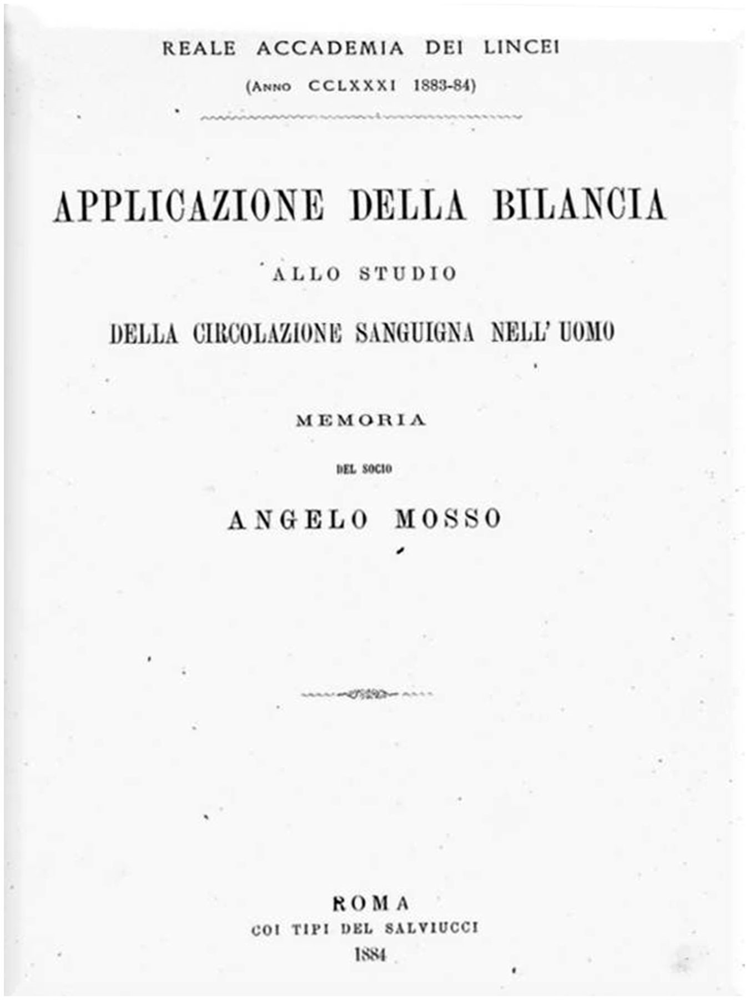 REALE ACCADEMIA DEI LINCEI
(ANNO CCLXXXI 1883-84)
APPLICAZIONE DELLA BILANCIA
ALLO STUDIO
DELLA CIRCOLAZIONE SANGUIGNA NELL' UOMO
MEMORIA
DEL SOCIO
ANGELO MOSSO
ROMA
COI TIPI DEL SALVIUCCI
1884